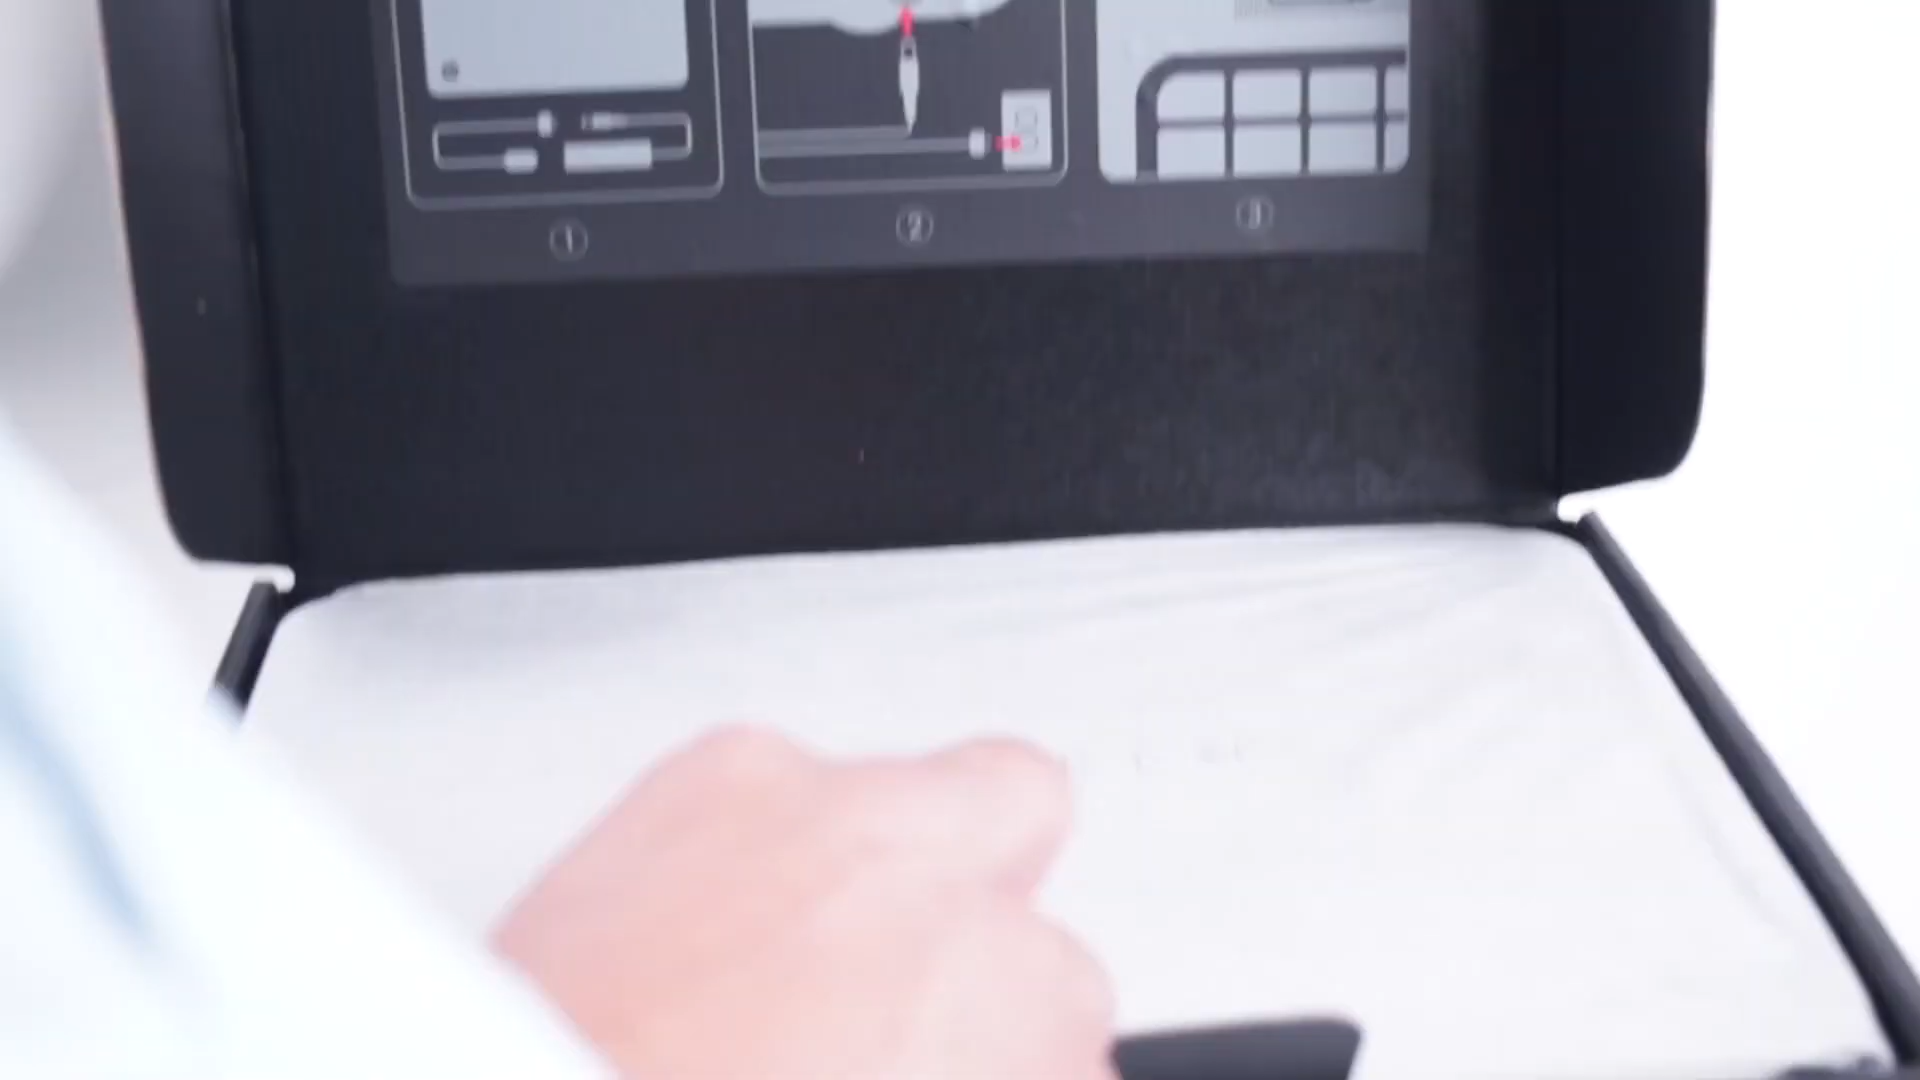 ① ② ③